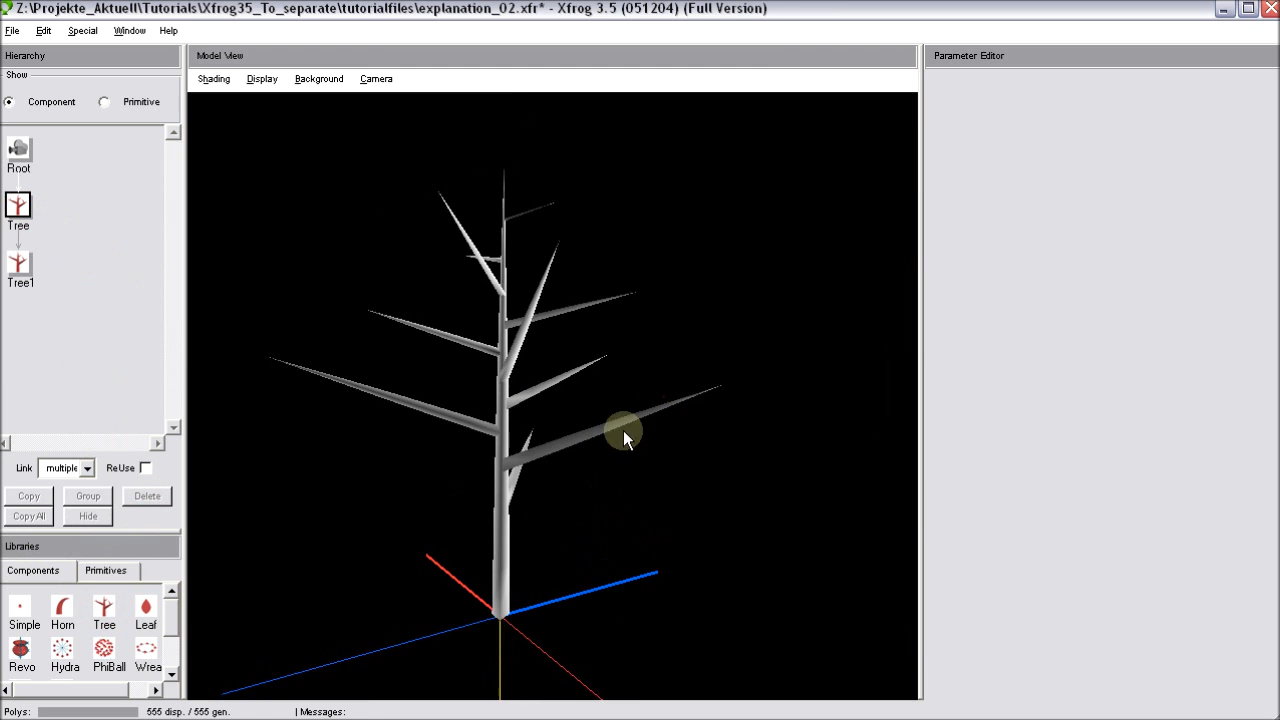 Z:\Projekte_Aktuell\Tutorials\Xfrog35_To_separate\tutorialfiles\explanation_02.xfr* - Xfrog 3.5 (051204) (Full Version)
File Edit Special Window Help
Hierarchy
Show
Component Primitive
Root
Tree
Tree1
Link multiple ReUse
Copy Group Delete
Copy All Hide
Libraries
Components Primitives
Simple Horn Tree Leaf
Revo Hydra PhiBall Wrea
Model View
Shading Display Background Camera
Parameter Editor
Polys: 555 disp. / 555 gen. | Messages: